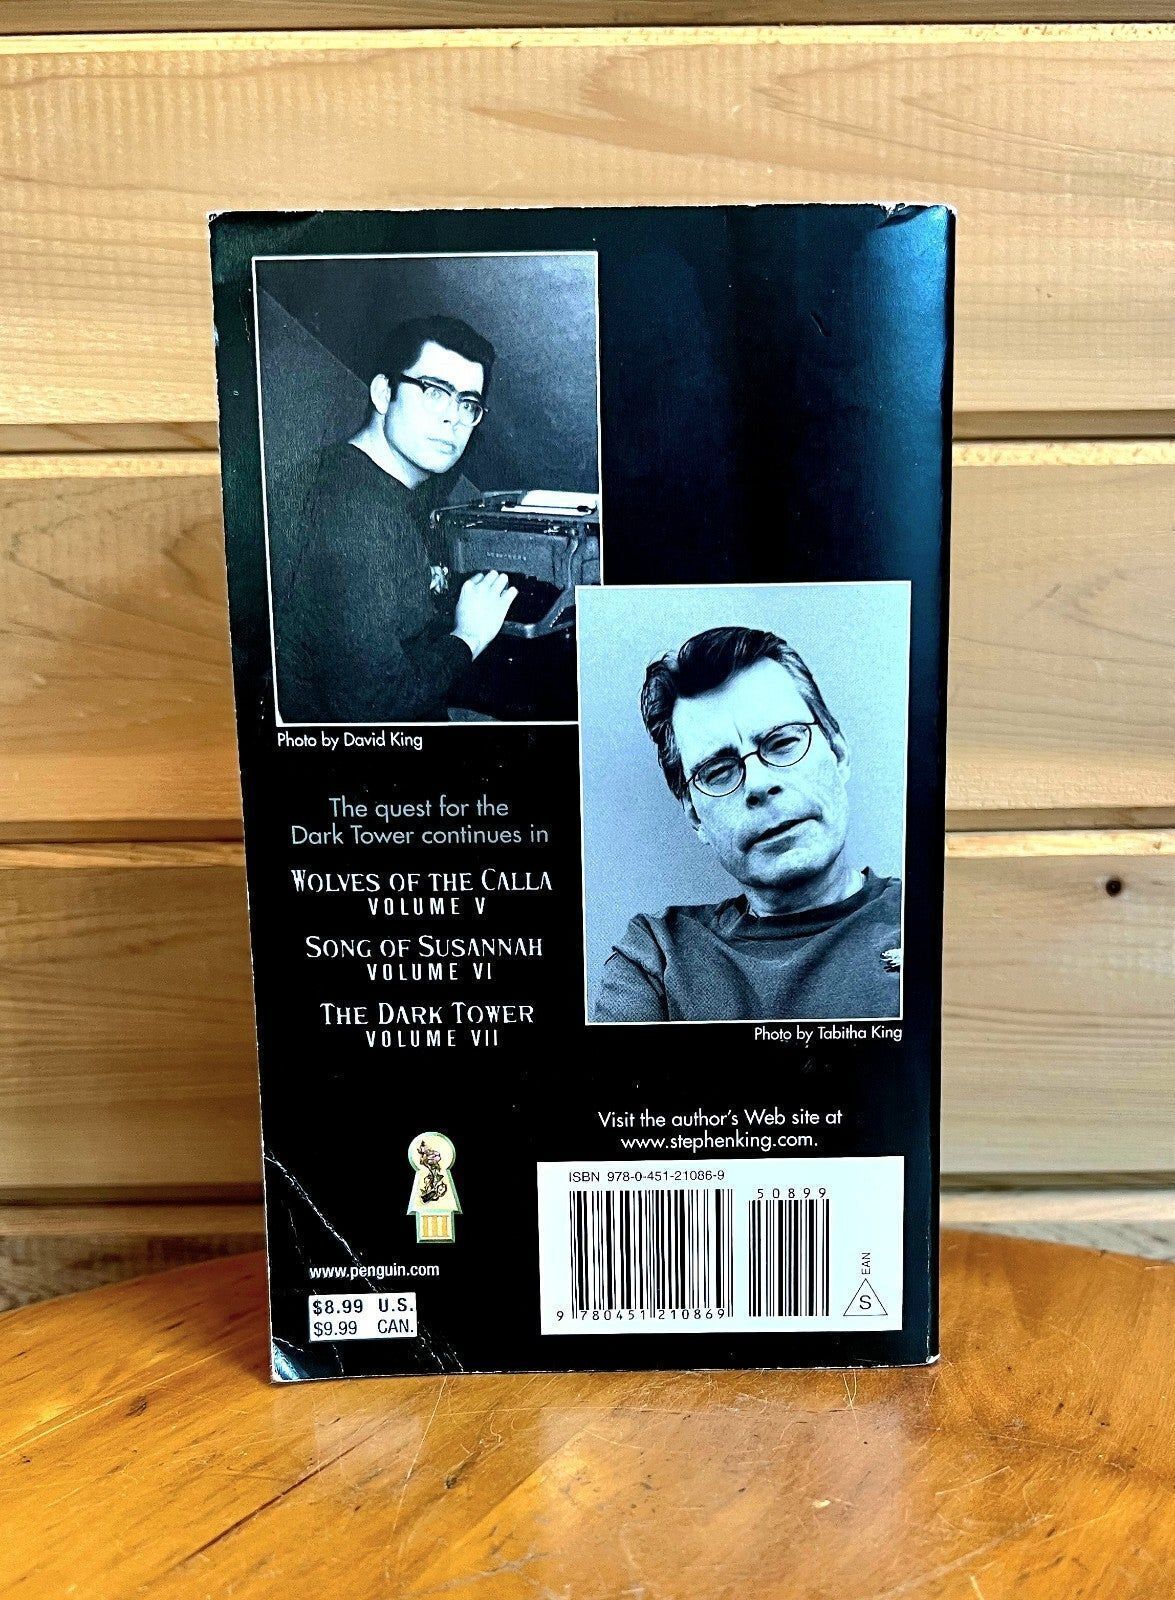 Photo by David King
The quest for the
Dark Tower continues in
WOLVES OF THE CALLA
VOLUME V
SONG OF SUSANNAH
VOLUME VI
THE DARK TOWER
VOLUME VII
Photo by Tabitha King
Visit the author's Web site at
www.stephenking.com.
ISBN 978-0-451-21086-9
50899
9 780451 210869
EAN
S
www.penguin.com
$8.99 U.S.
$9.99 CAN.